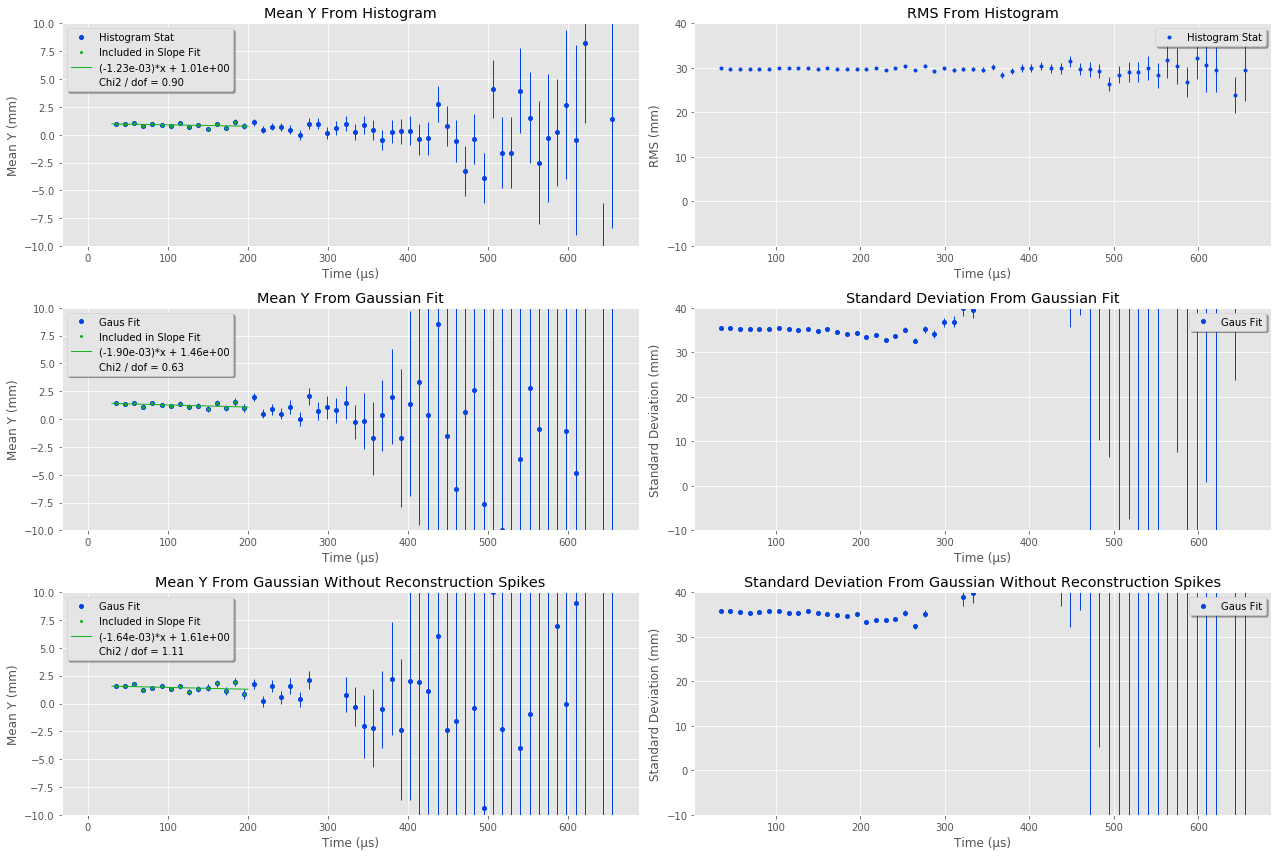 Mean Y From Histogram
10.0
7.5
5.0
2.5
0.0
−2.5
−5.0
−7.5
−10.0
Mean Y (mm)
Histogram Stat
Included in Slope Fit
(-1.23e-03)*x + 1.01e+00
Chi2 / dof = 0.90
0 100 200 300 400 500 600
Time (µs)
RMS From Histogram
40
30
20
10
0
−10
RMS (mm)
Histogram Stat
100 200 300 400 500 600
Time (µs)
Mean Y From Gaussian Fit
10.0
7.5
5.0
2.5
0.0
−2.5
−5.0
−7.5
−10.0
Mean Y (mm)
Gaus Fit
Included in Slope Fit
(-1.90e-03)*x + 1.46e+00
Chi2 / dof = 0.63
0 100 200 300 400 500 600
Time (µs)
Standard Deviation From Gaussian Fit
40
30
20
10
0
−10
Standard Deviation (mm)
Gaus Fit
100 200 300 400 500 600
Time (µs)
Mean Y From Gaussian Without Reconstruction Spikes
10.0
7.5
5.0
2.5
0.0
−2.5
−5.0
−7.5
−10.0
Mean Y (mm)
Gaus Fit
Included in Slope Fit
(-1.64e-03)*x + 1.61e+00
Chi2 / dof = 1.11
0 100 200 300 400 500 600
Time (µs)
Standard Deviation From Gaussian Without Reconstruction Spikes
40
30
20
10
0
−10
Standard Deviation (mm)
Gaus Fit
100 200 300 400 500 600
Time (µs)